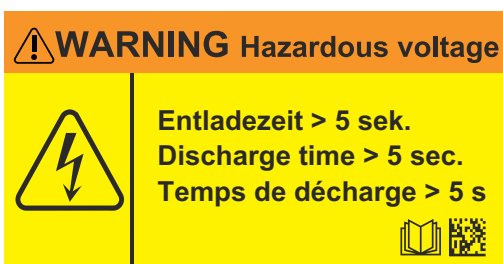 WARNING Hazardous voltage
Entladezeit > 5 sek.
Discharge time > 5 sec.
Temps de décharge > 5 s